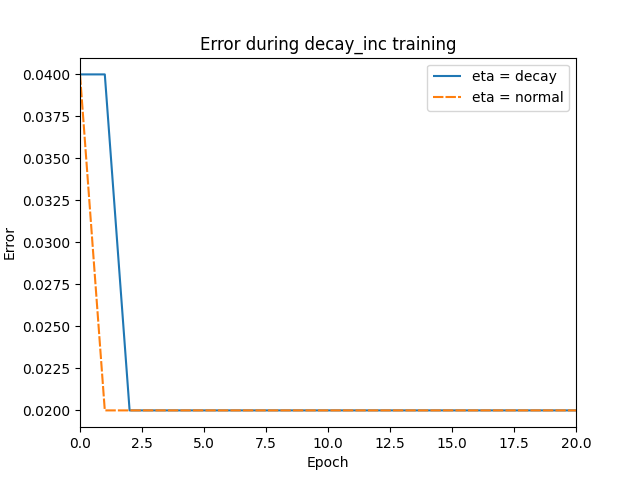 Error during decay_inc training
eta = decay
eta = normal
0.0400
0.0375
0.0350
0.0325
0.0300
0.0275
0.0250
0.0225
0.0200
Error
0.0 2.5 5.0 7.5 10.0 12.5 15.0 17.5 20.0
Epoch